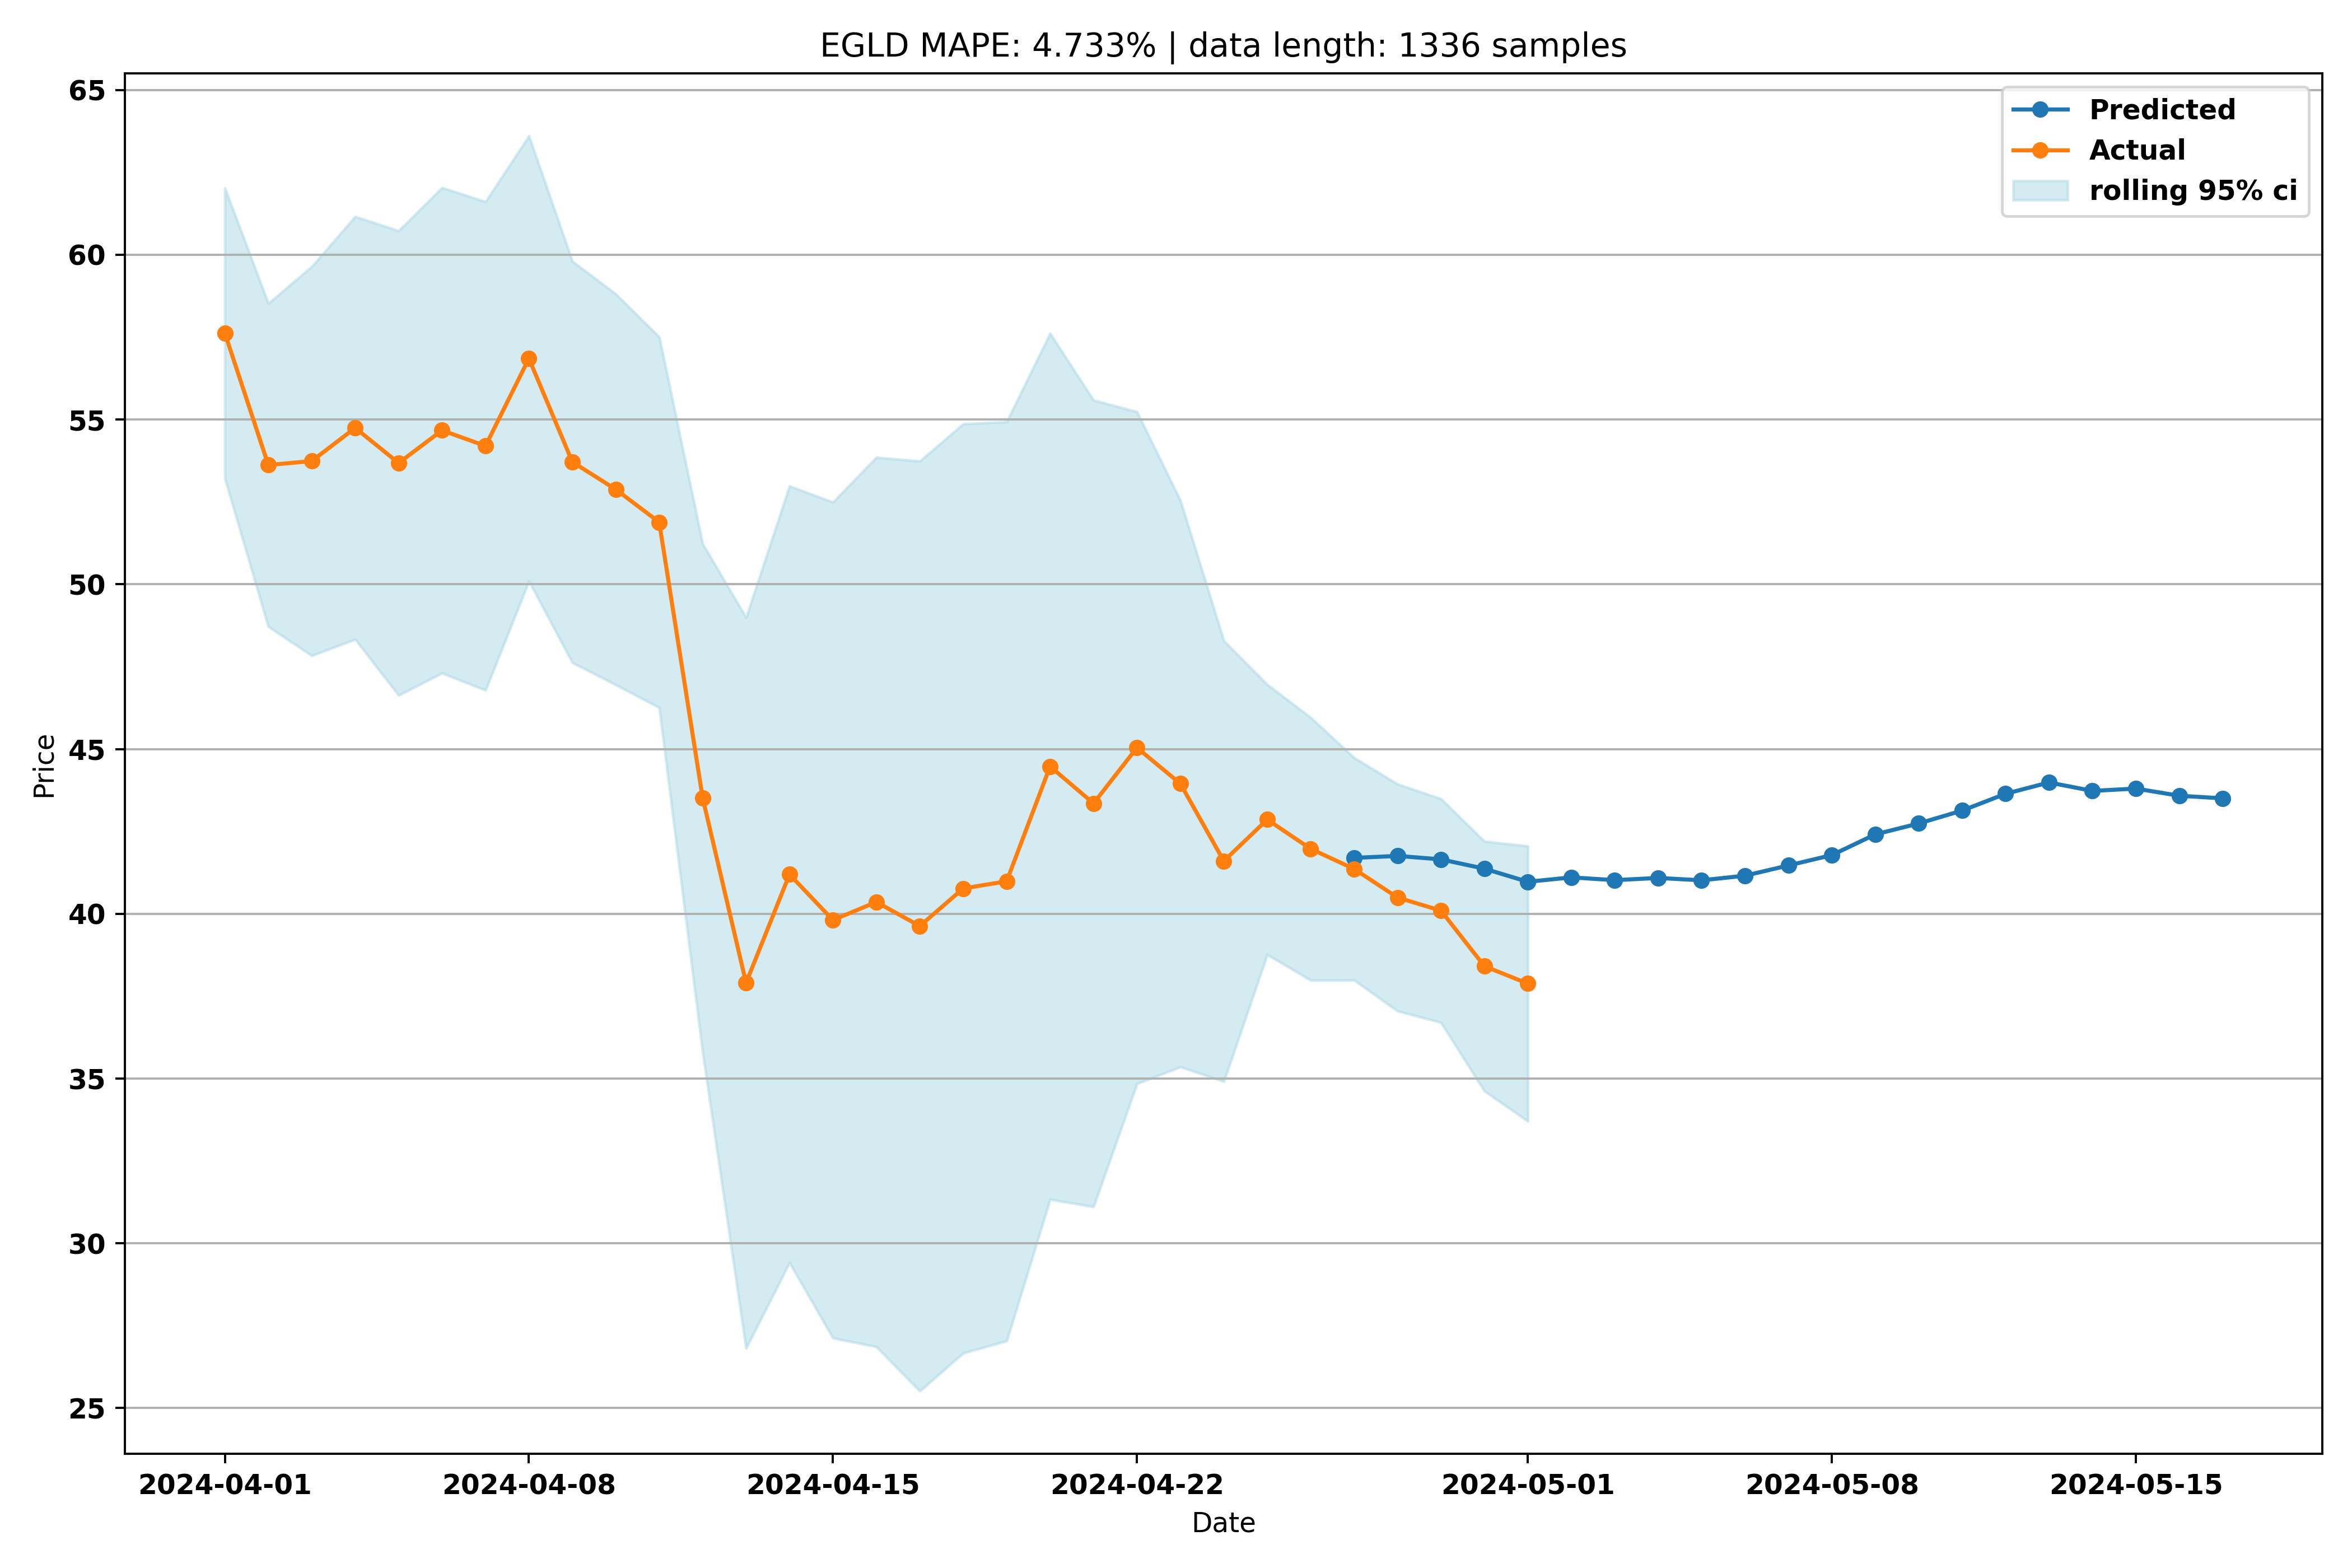 EGLD MAPE: 4.733% | data length: 1336 samples
Predicted
Actual
rolling 95% ci
65
60
55
50
45
40
35
30
25
Price
2024-04-01
2024-04-08
2024-04-15
2024-04-22
2024-05-01
2024-05-08
2024-05-15
Date